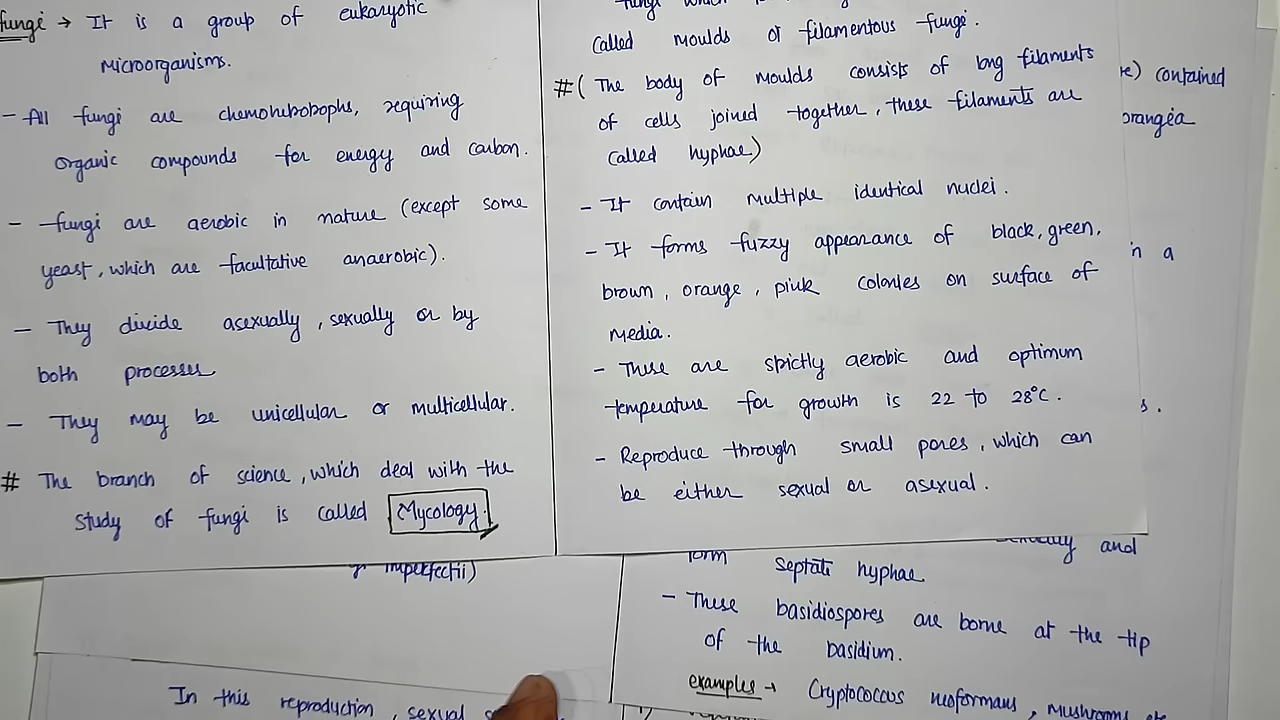 fungi → It is a group of eukaryotic
Microorganisms.
- All fungi are chemoheterotrophs, requiring
organic compounds for energy and carbon.
- fungi are aerobic in nature (except some
yeast, which are facultative anaerobic).
- They divide asexually, sexually or by
both processes
- They may be unicellular or multicellular.
# The branch of science, which deal with the
study of fungi is called Mycology.
called moulds or filamentous fungi.
#( The body of moulds consists of long filaments
of cells joined together, these filaments are
called hyphae)
- It contain multiple identical nuclei.
- It forms fuzzy appearance of black, green,
brown, orange, pink colonies on surface of
media.
- These are strictly aerobic and optimum
temperature for growth is 22 to 28°C.
- Reproduce through small pores, which can
be either sexual or asexual.
contained
in a
s.
imperfectii)
In this reproduction, sexual
and
form septate hyphae
- These basidiospores are borne at the tip
of the basidium.
examples → Cryptococcus neoformans, Mushrooms etc